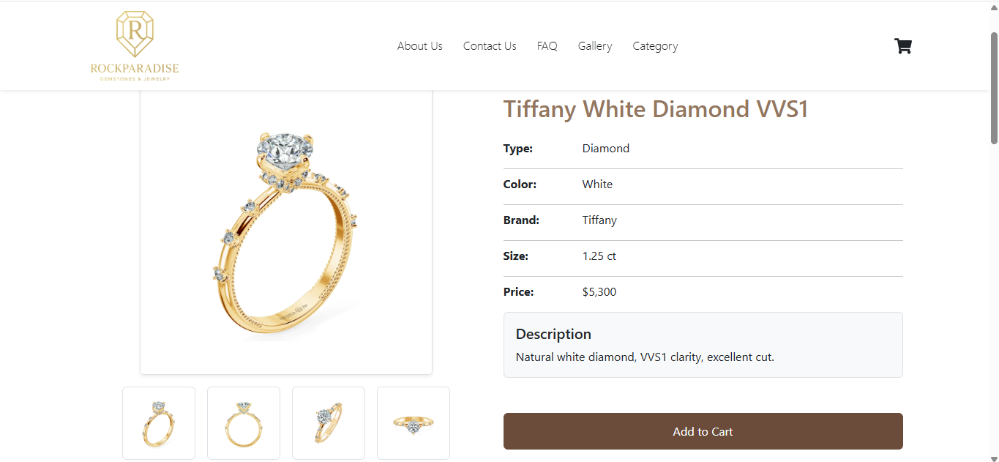 R
ROCKPARADISE
GEMSTONES & JEWELRY
About Us
Contact Us
FAQ
Gallery
Category
Tiffany White Diamond VVS1
Type: Diamond
Color: White
Brand: Tiffany
Size: 1.25 ct
Price: $5,300
Description
Natural white diamond, VVS1 clarity, excellent cut.
Add to Cart